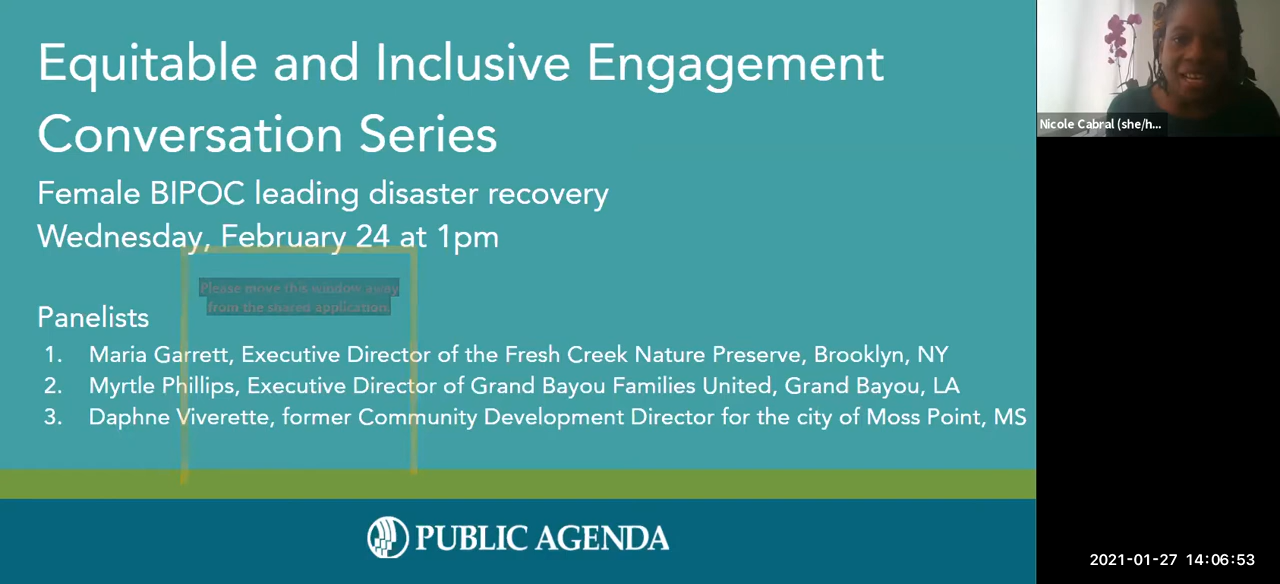 Equitable and Inclusive Engagement
Conversation Series
Female BIPOC leading disaster recovery
Wednesday, February 24 at 1pm
Please move this window away
from the shared application.
Panelists
1. Maria Garrett, Executive Director of the Fresh Creek Nature Preserve, Brooklyn, NY
2. Myrtle Phillips, Executive Director of Grand Bayou Families United, Grand Bayou, LA
3. Daphne Viverette, former Community Development Director for the city of Moss Point, MS
PUBLIC AGENDA
Nicole Cabral (she/h...
2021-01-27 14:06:53